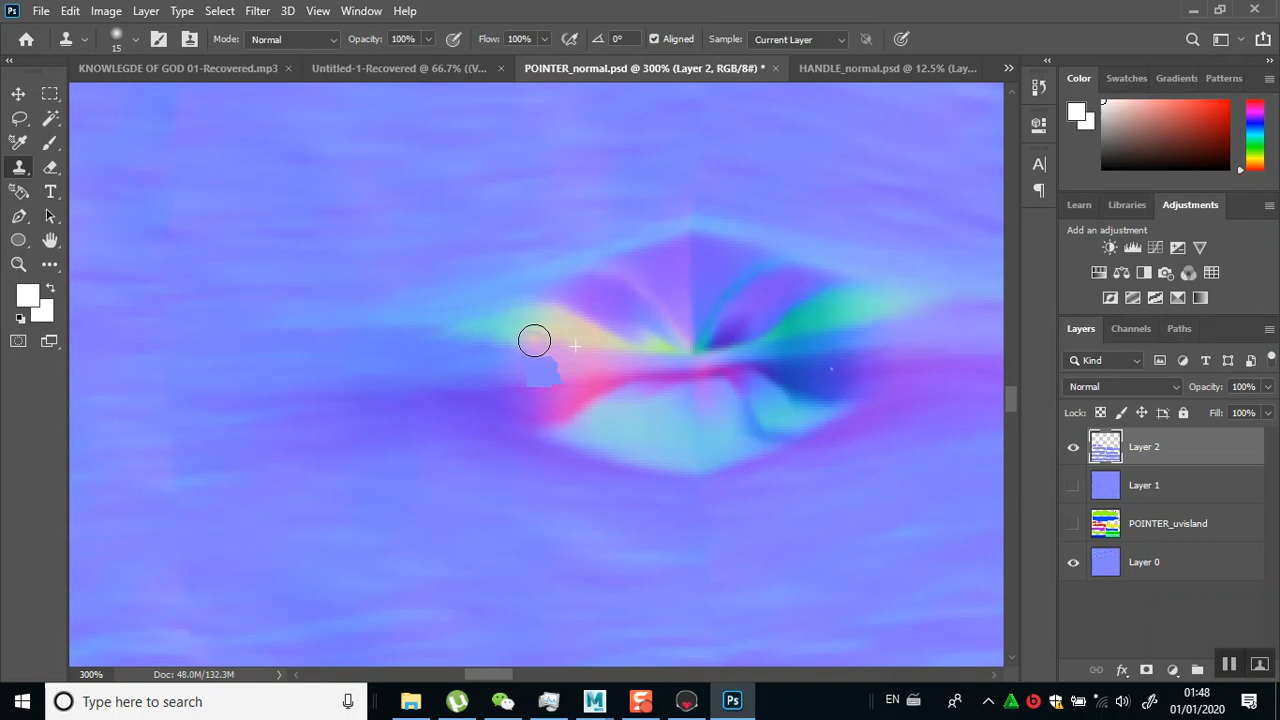 Ps File Edit Image Layer Type Select Filter 3D View Window Help
15 Mode: Normal Opacity: 100% Flow: 100% 0° Aligned Sample: Current Layer
KNOWLEGDE OF GOD 01-Recovered.mp3 × Untitled-1-Recovered @ 66.7% ((V... × POINTER_normal.psd @ 300% (Layer 2, RGB/8#) * × HANDLE_normal.psd @ 12.5% (Lay...
Color Swatches Gradient: Patterns
Learn Libraries Adjustments
Add an adjustment
Layers Channels Paths
Kind
Normal Opacity: 100%
Lock: Fill: 100%
Layer 2
Layer 1
POINTER_uvisland
Layer 0
fx
300% Doc: 48.0M/132.3M
Type here to search
Ps
EN
01:48
01/01/2020